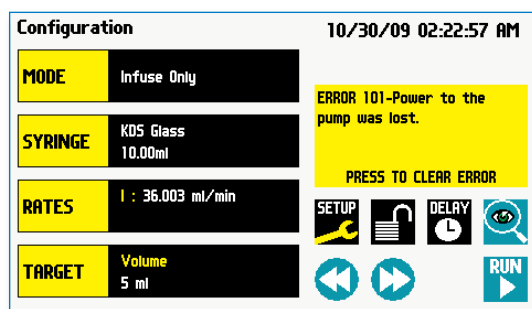 Configuration
10/30/09 02:22:57 AM
MODE
Infuse Only
SYRINGE
KDS Glass
10.00ml
RATES
I : 36.003 ml/min
TARGET
Volume
5 ml
ERROR 101-Power to the
pump was lost.
PRESS TO CLEAR ERROR
SETUP
DELAY
RUN